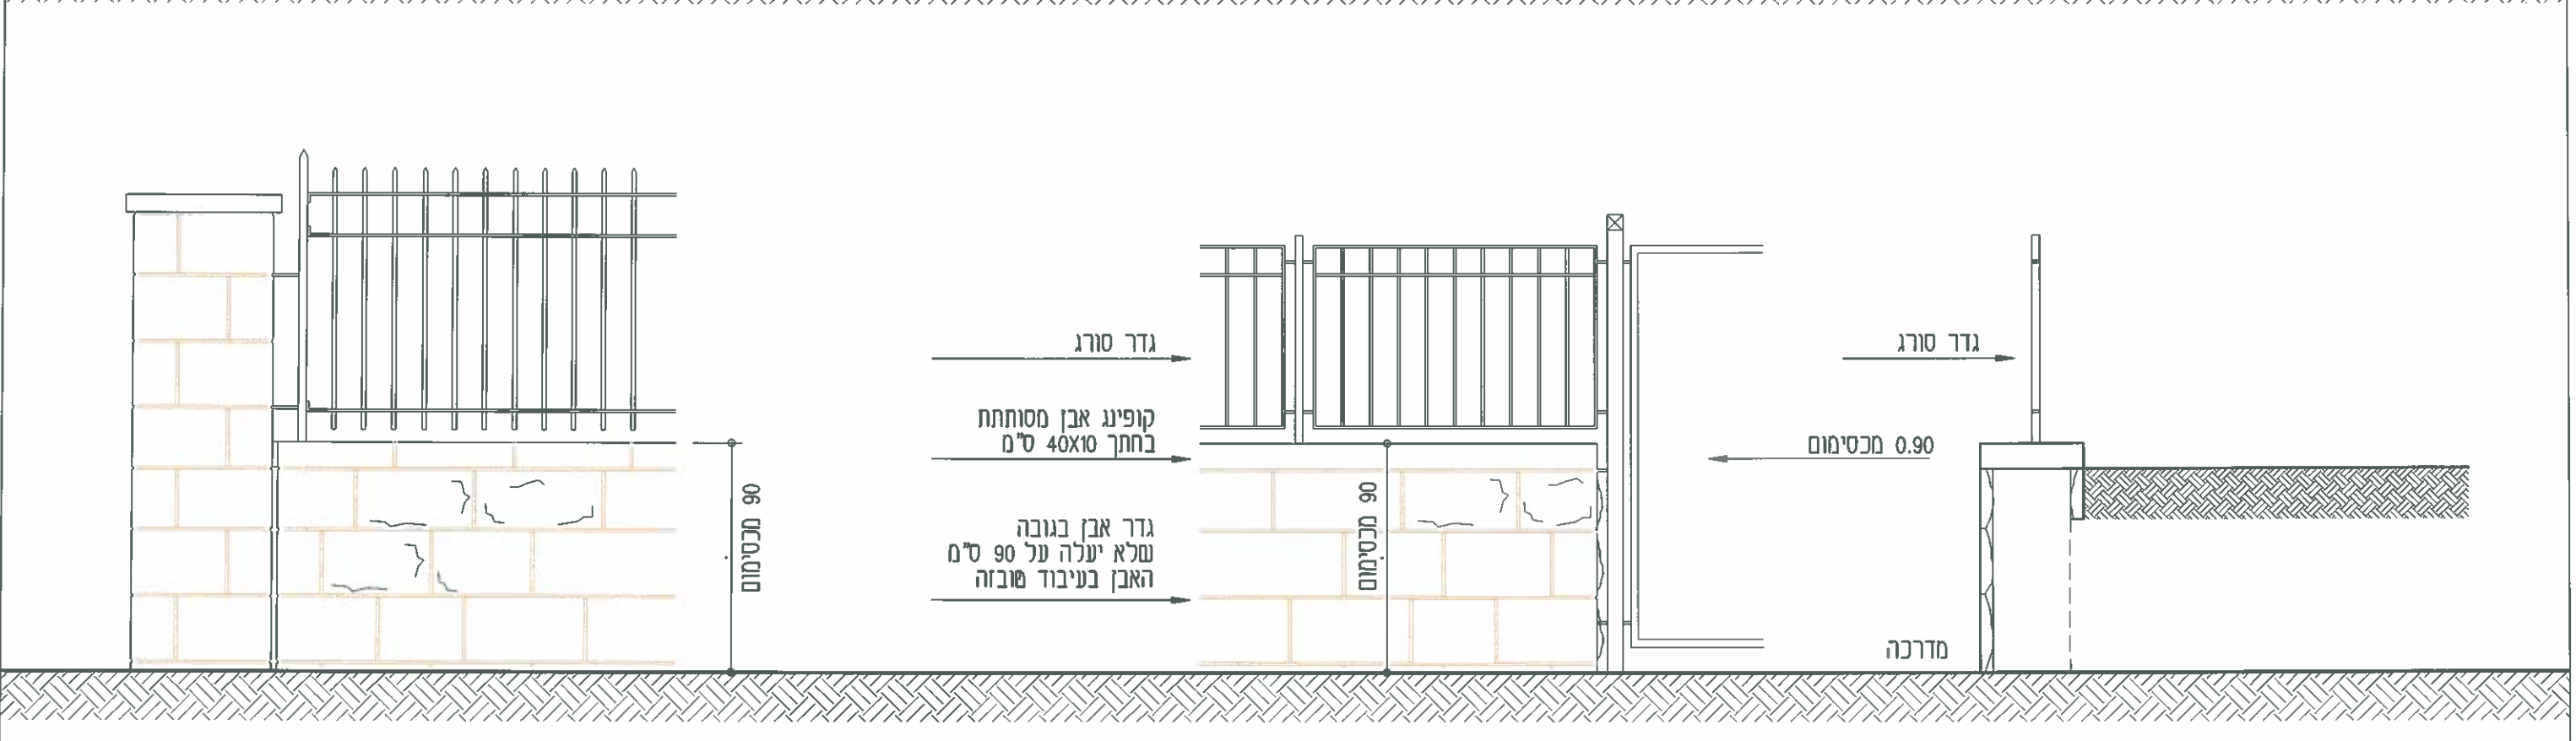 גדר סורג
קופינג אבן מסותתת
בחתך 40X10 ס"מ
גדר אבן בגובה
שלא יעלה על 90 ס"מ
האבן בעיבוד טובזה
90 מכסימום
90 מכסימום
גדר סורג
0.90 מכסימום
מדרכה